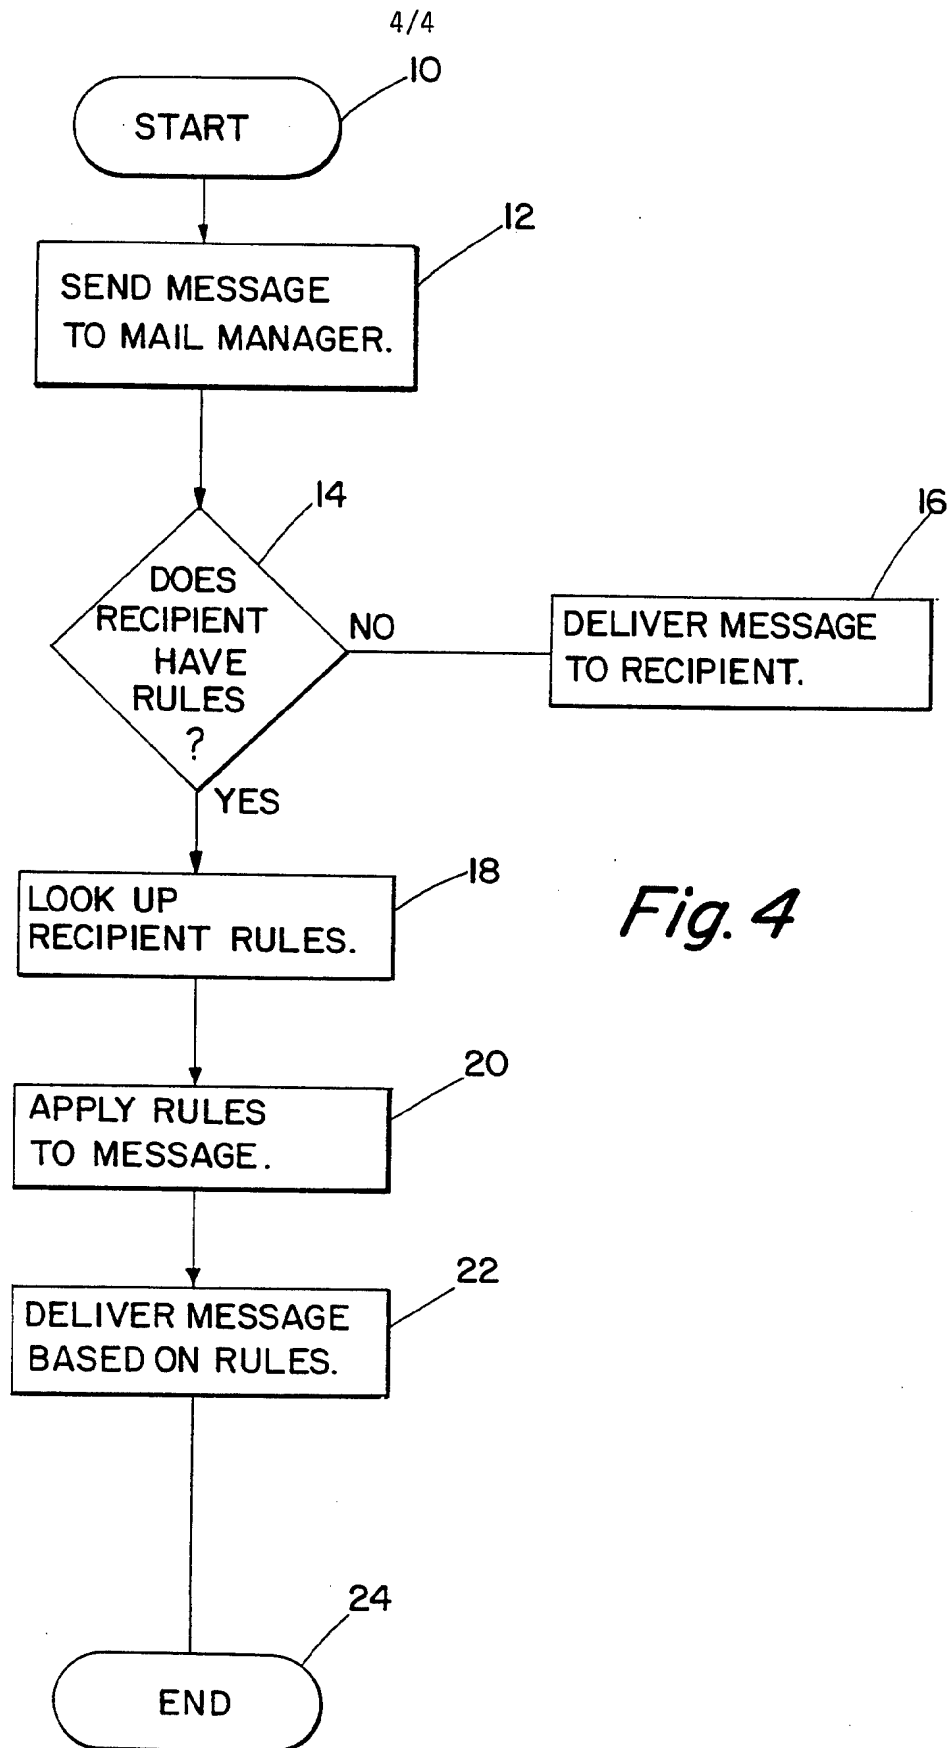 4/4
10
START
12
SEND MESSAGE
TO MAIL MANAGER.
14
DOES
RECIPIENT
HAVE
RULES
?
NO
16
DELIVER MESSAGE
TO RECIPIENT.
YES
18
LOOK UP
RECIPIENT RULES.
Fig. 4
20
APPLY RULES
TO MESSAGE.
22
DELIVER MESSAGE
BASED ON RULES.
24
END